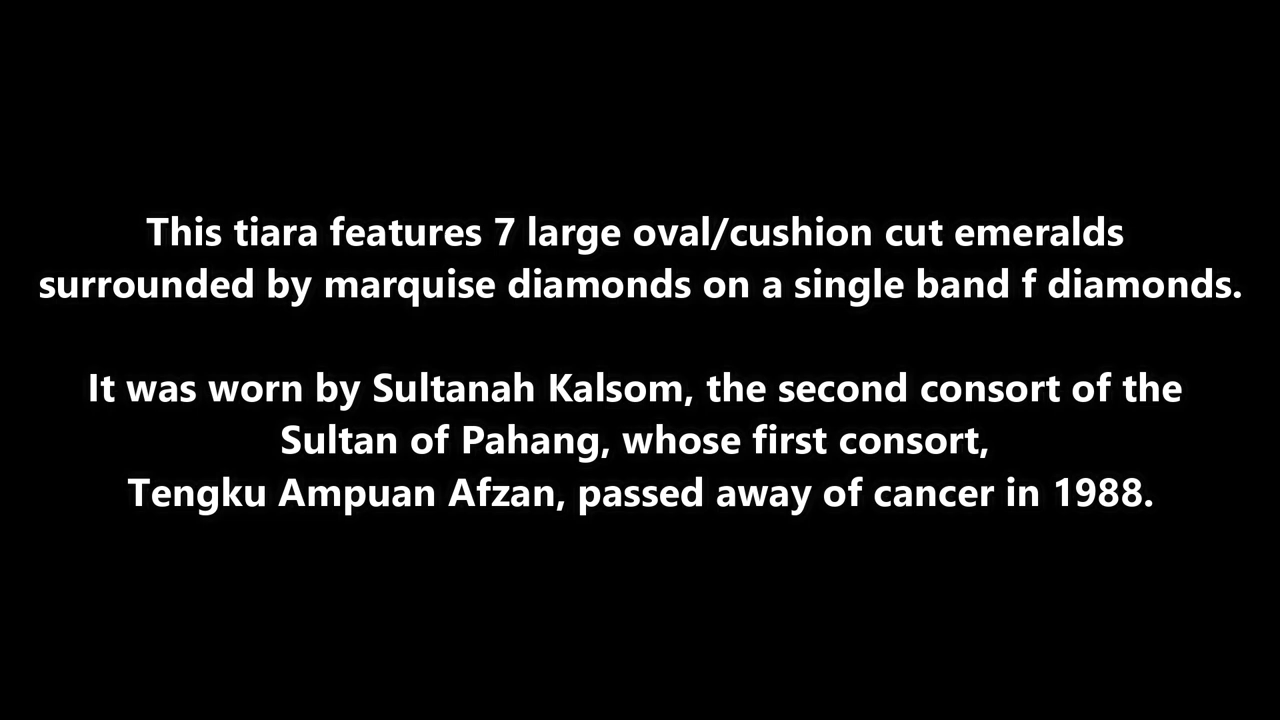 This tiara features 7 large oval/cushion cut emeralds
surrounded by marquise diamonds on a single band f diamonds.
It was worn by Sultanah Kalsom, the second consort of the
Sultan of Pahang, whose first consort,
Tengku Ampuan Afzan, passed away of cancer in 1988.